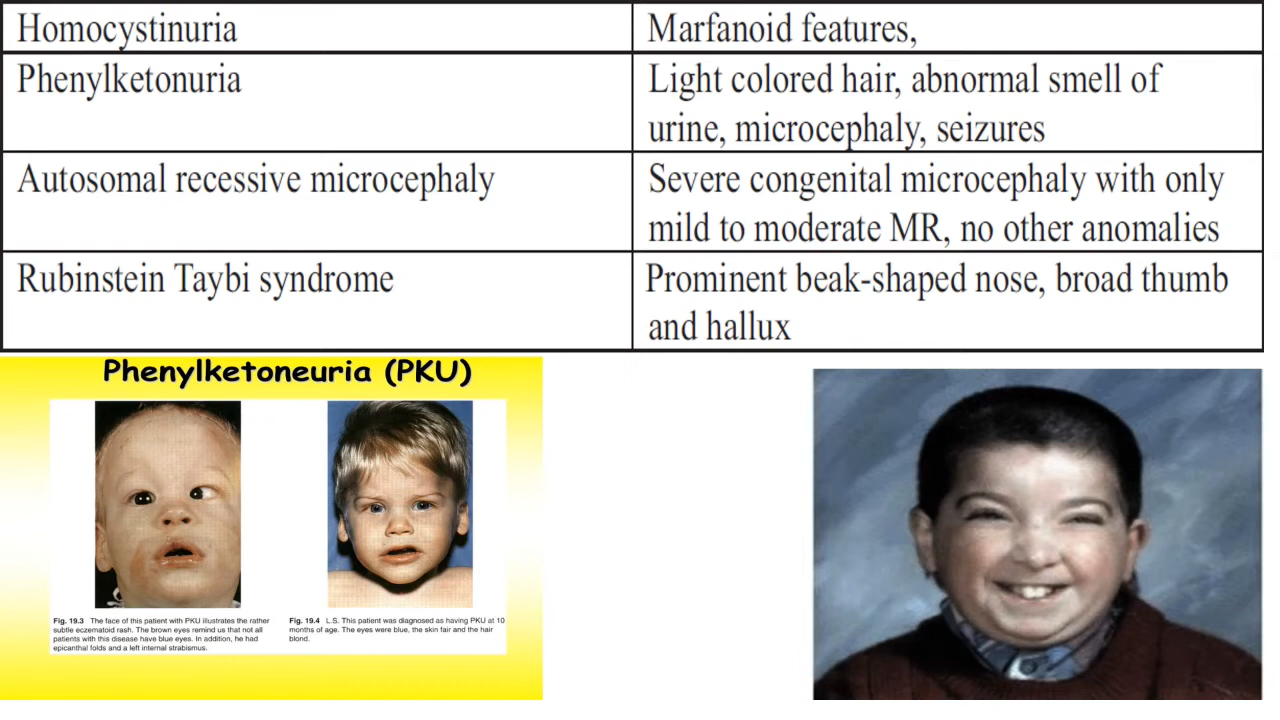 Homocystinuria
Marfanoid features,
Phenylketonuria
Light colored hair, abnormal smell of
urine, microcephaly, seizures
Autosomal recessive microcephaly
Severe congenital microcephaly with only
mild to moderate MR, no other anomalies
Rubinstein Taybi syndrome
Prominent beak-shaped nose, broad thumb
and hallux
Phenylketoneuria (PKU)
Fig. 19.3 The face of this patient with PKU illustrates the rather
subtle eczematoid rash. The brown eyes remind us that not all
patients with this disease have blue eyes. In addition, he had
epicanthal folds and a left internal strabismus.
Fig. 19.4 L.S. This patient was diagnosed as having PKU at 10
months of age. The eyes were blue, the skin fair and the hair
blond.